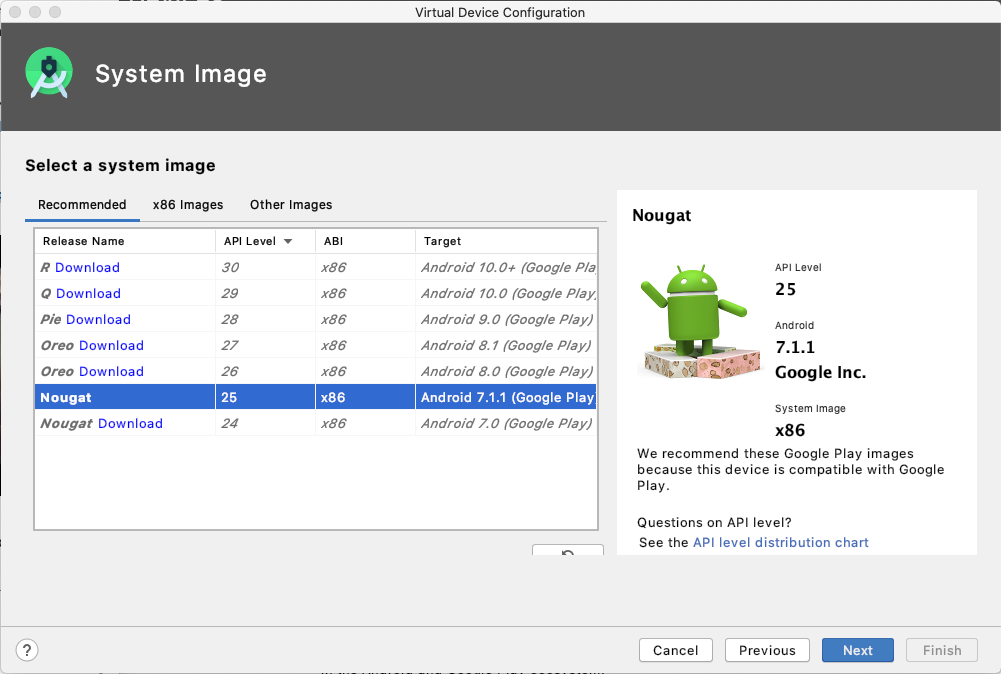 Virtual Device Configuration
System Image
Select a system image
Recommended x86 Images Other Images
Release Name API Level ABI Target
R Download 30 x86 Android 10.0+ (Google Pla
Q Download 29 x86 Android 10.0 (Google Play
Pie Download 28 x86 Android 9.0 (Google Play)
Oreo Download 27 x86 Android 8.1 (Google Play)
Oreo Download 26 x86 Android 8.0 (Google Play)
Nougat 25 x86 Android 7.1.1 (Google Play
Nougat Download 24 x86 Android 7.0 (Google Play)
Nougat
API Level
25
Android
7.1.1
Google Inc.
System Image
x86
We recommend these Google Play images
because this device is compatible with Google
Play.
Questions on API level?
See the API level distribution chart
? Cancel Previous Next Finish